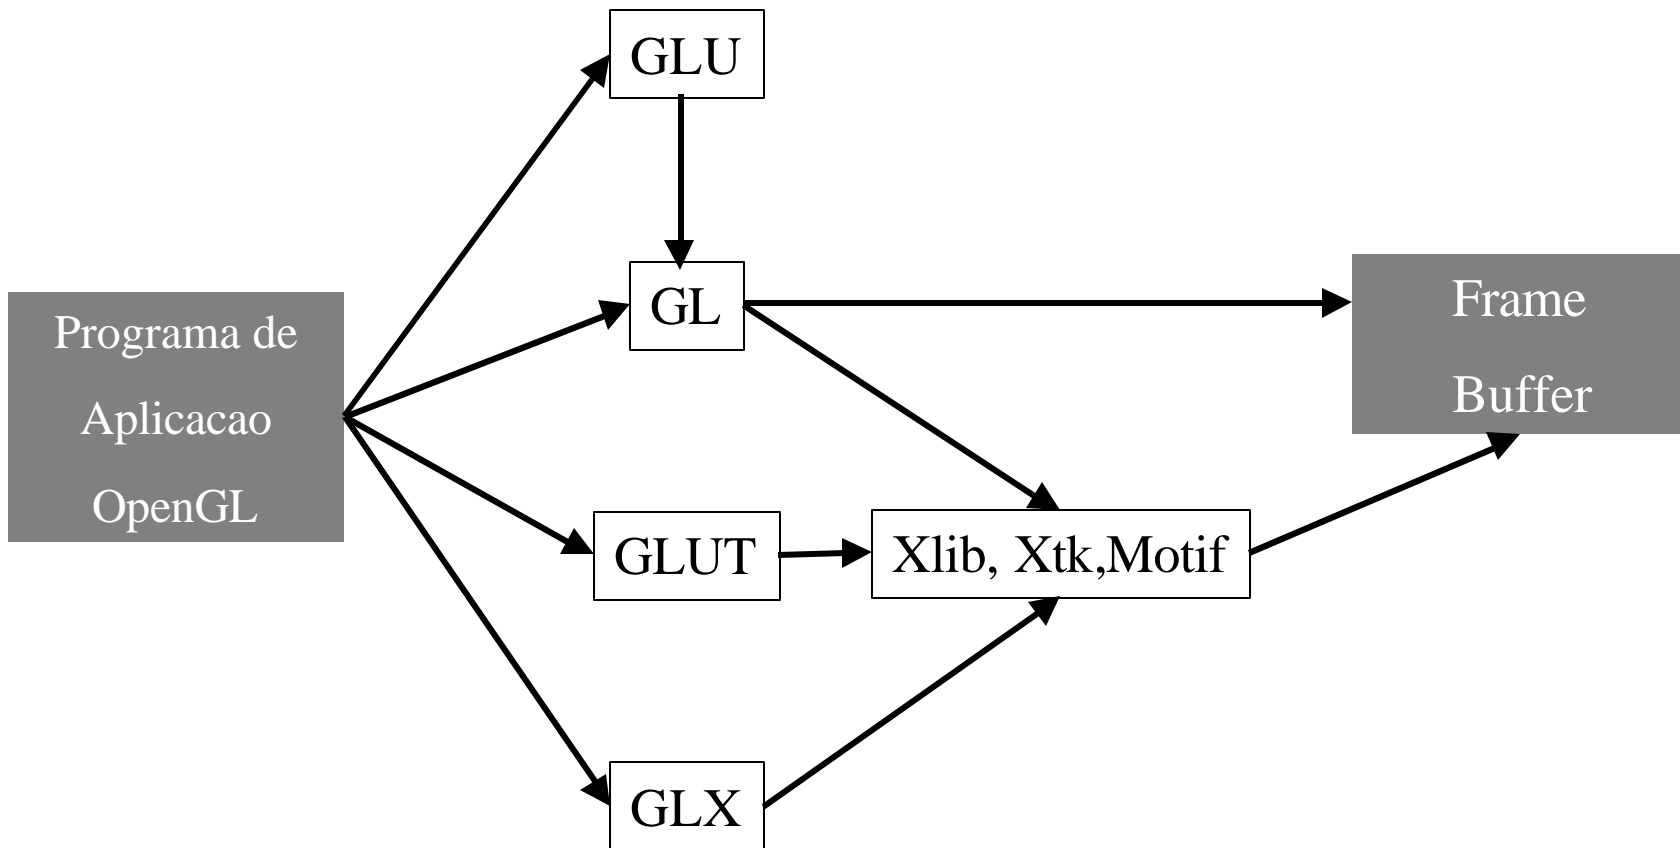 GLU
GL
Frame
Buffer
Programa de
Aplicacao
OpenGL
GLUT
Xlib, Xtk,Motif
GLX